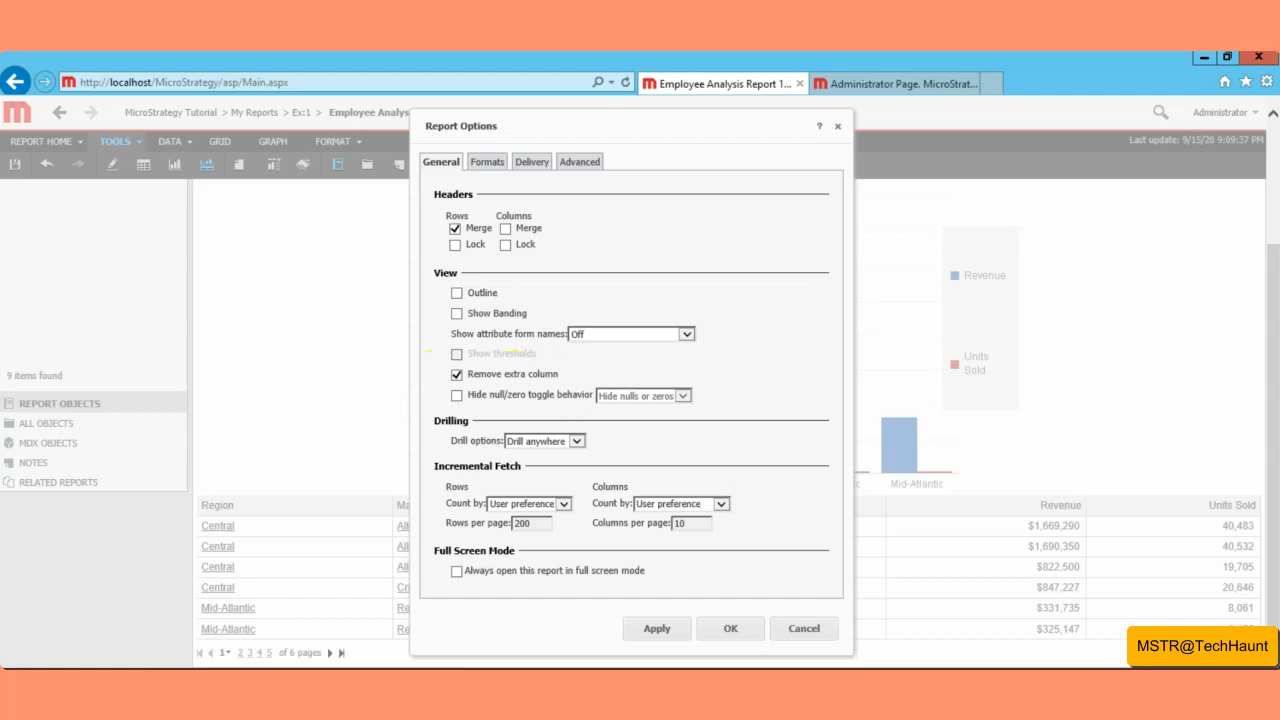 http://localhost/MicroStrategy/asp/Main.aspx
Employee Analysis Report 1...
Administrator Page. MicroStrat...
MicroStrategy Tutorial > My Reports > Ex:1 > Employee Analys
Administrator
REPORT HOME TOOLS DATA GRID GRAPH FORMAT
Last update: 9/15/20 9:09:37 PM
Report Options
?
General Formats Delivery Advanced
Headers
Rows Columns
Merge Merge
Lock Lock
View
Outline
Show Banding
Show attribute form names: Off
Show thresholds
Remove extra column
Hide null/zero toggle behavior Hide nulls or zeros
Drilling
Drill options: Drill anywhere
Incremental Fetch
Rows Columns
Count by: User preference Count by: User preference
Rows per page: 200 Columns per page: 10
Full Screen Mode
Always open this report in full screen mode
Apply OK Cancel
9 items found
REPORT OBJECTS
ALL OBJECTS
MDX OBJECTS
NOTES
RELATED REPORTS
Revenue
Units
Sold
c Mid-Atlantic
Region Ma Revenue Units Sold
Central All $1,669,290 40,483
Central All $1,690,350 40,532
Central All $822,500 19,705
Central Cr $847,227 20,646
Mid-Atlantic Re $331,735 8,061
Mid-Atlantic Re $325,147
1 2 3 4 5 of 6 pages
MSTR@TechHaunt